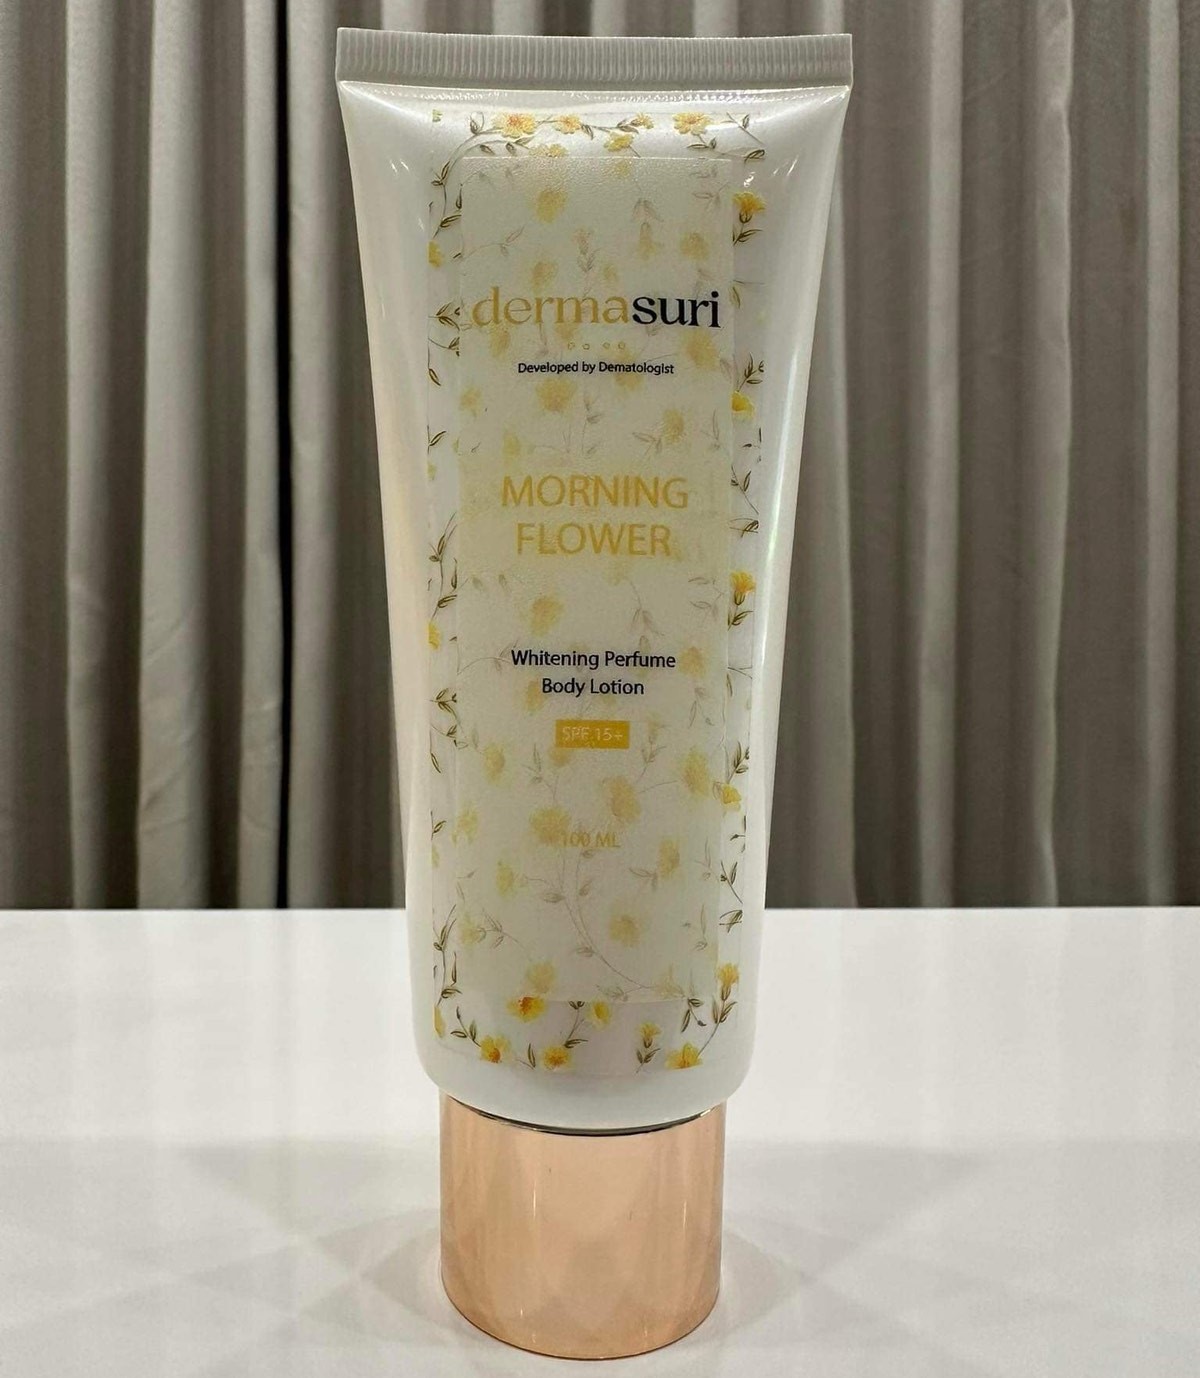 dermasuri
Developed by Dematologist
MORNING
FLOWER
Whitening Perfume
Body Lotion
SPF 15+
100 ML